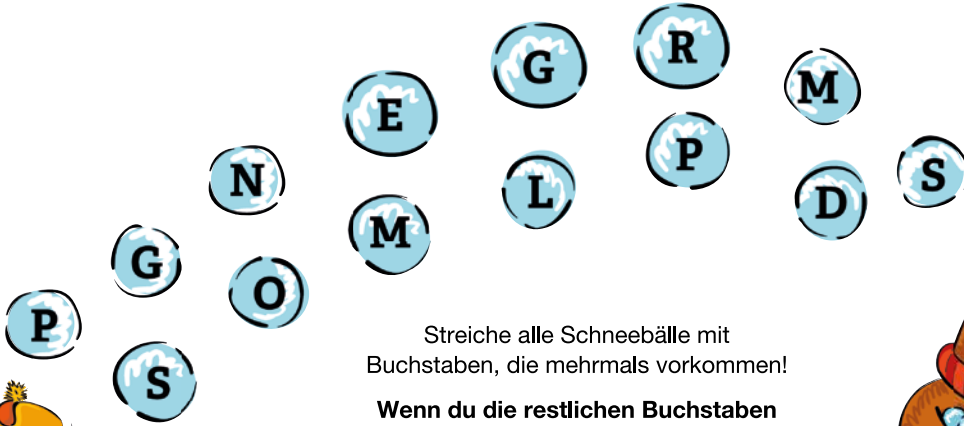 E G R M
N M L P D S
G O
P S
Streiche alle Schneebälle mit
Buchstaben, die mehrmals vorkommen!
Wenn du die restlichen Buchstaben